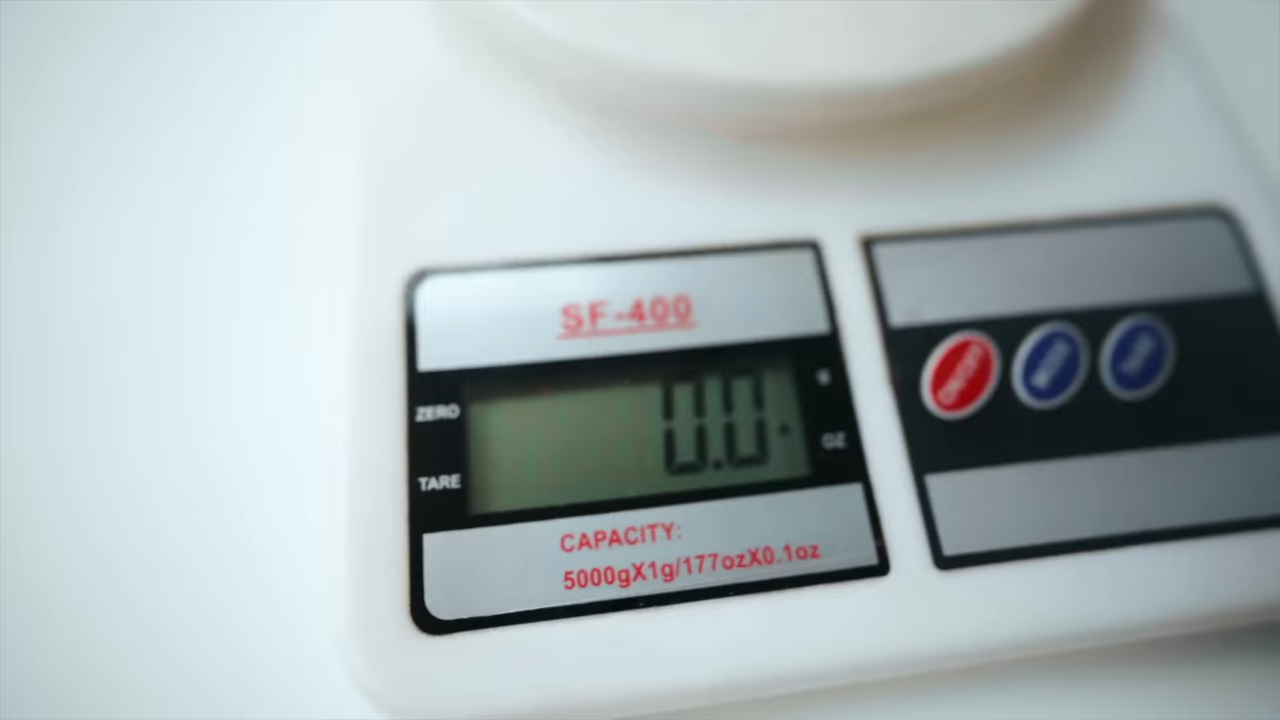 SF-400
ZERO
0.0
g
OZ
TARE
CAPACITY:
5000gX1g/177ozX0.1oz